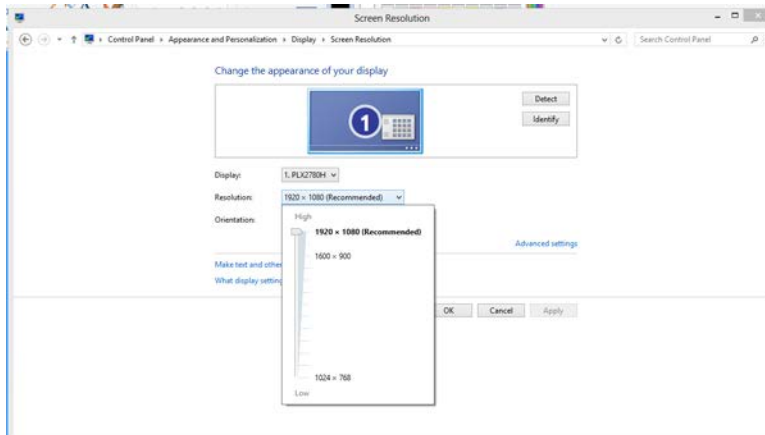 Screen Resolution
Control Panel › Appearance and Personalization › Display › Screen Resolution
Search Control Panel
Change the appearance of your display
1
Detect
Identify
Display: 1. PLX2780H
Resolution: 1920 × 1080 (Recommended)
Orientation:
High
1920 × 1080 (Recommended)
1600 × 900
1024 × 768
Low
Advanced settings
Make text and other
What display setting
OK Cancel Apply